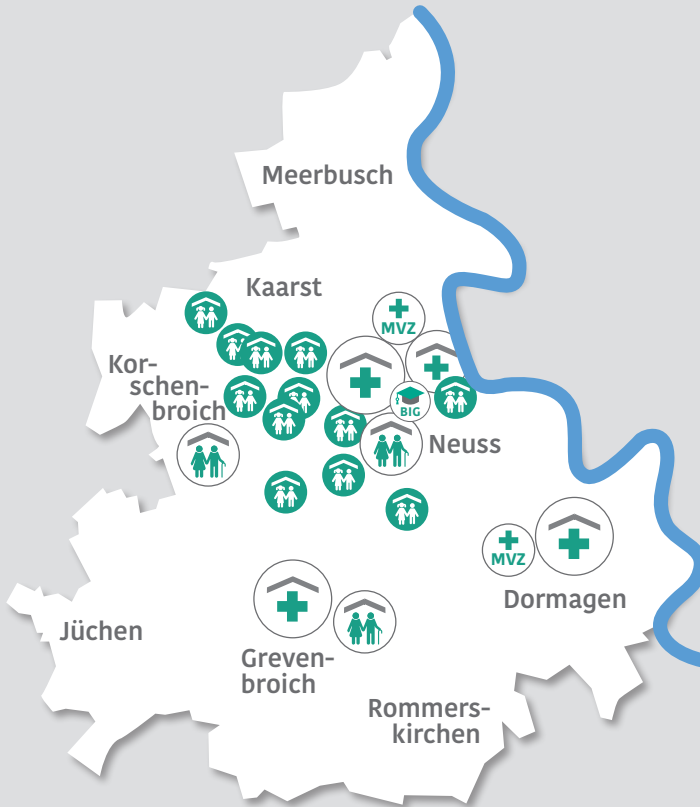 Meerbusch
Kaarst
MVZ
Kor-
schen-
broich
BIG
Neuss
MVZ
Dormagen
Jüchen
Greven-
broich
Rommers-
kirchen